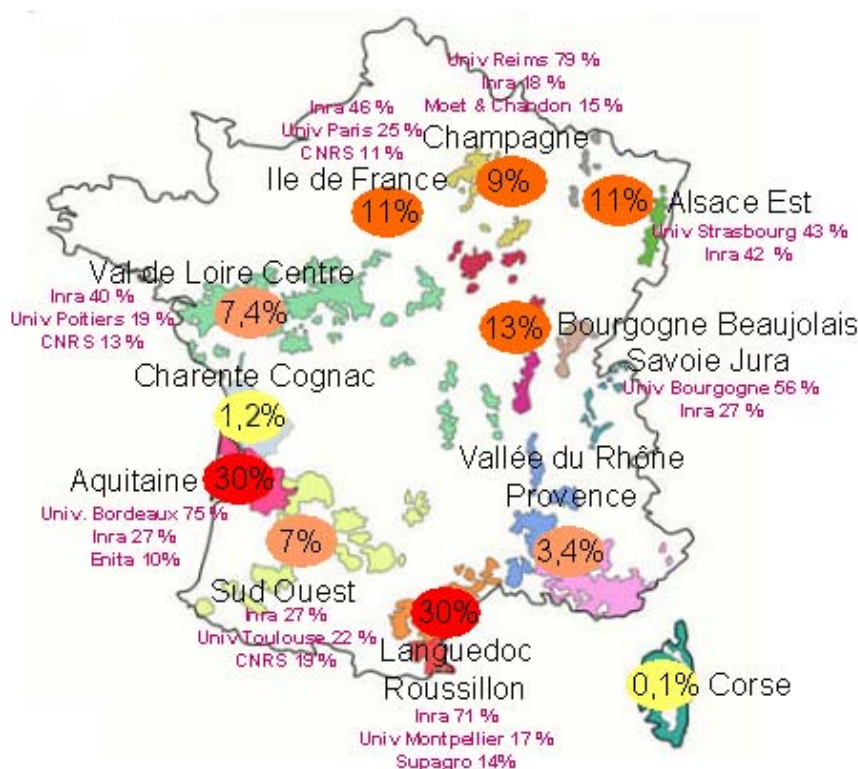 Univ Reims 79 %
Inra 18 %
Moet & Chandon 15 %
Champagne
9%
Inra 46 %
Univ Paris 25 %
CNRS 11 %
Ile de France
11%
11%
Alsace Est
Univ Strasbourg 43 %
Inra 42 %
Val de Loire Centre
Inra 40 %
Univ Poitiers 19 %
CNRS 13 %
7,4%
13%
Bourgogne Beaujolais
Savoie Jura
Univ Bourgogne 56 %
Inra 27 %
Charente Cognac
1,2%
Aquitaine
30%
Univ. Bordeaux 75 %
Inra 27 %
Enita 10%
Vallée du Rhône
Provence
3,4%
7%
Sud Ouest
Inra 27 %
Univ Toulouse 22 %
CNRS 19 %
30%
Languedoc
Roussillon
Inra 71 %
Univ Montpellier 17 %
Supagro 14%
0,1%
Corse